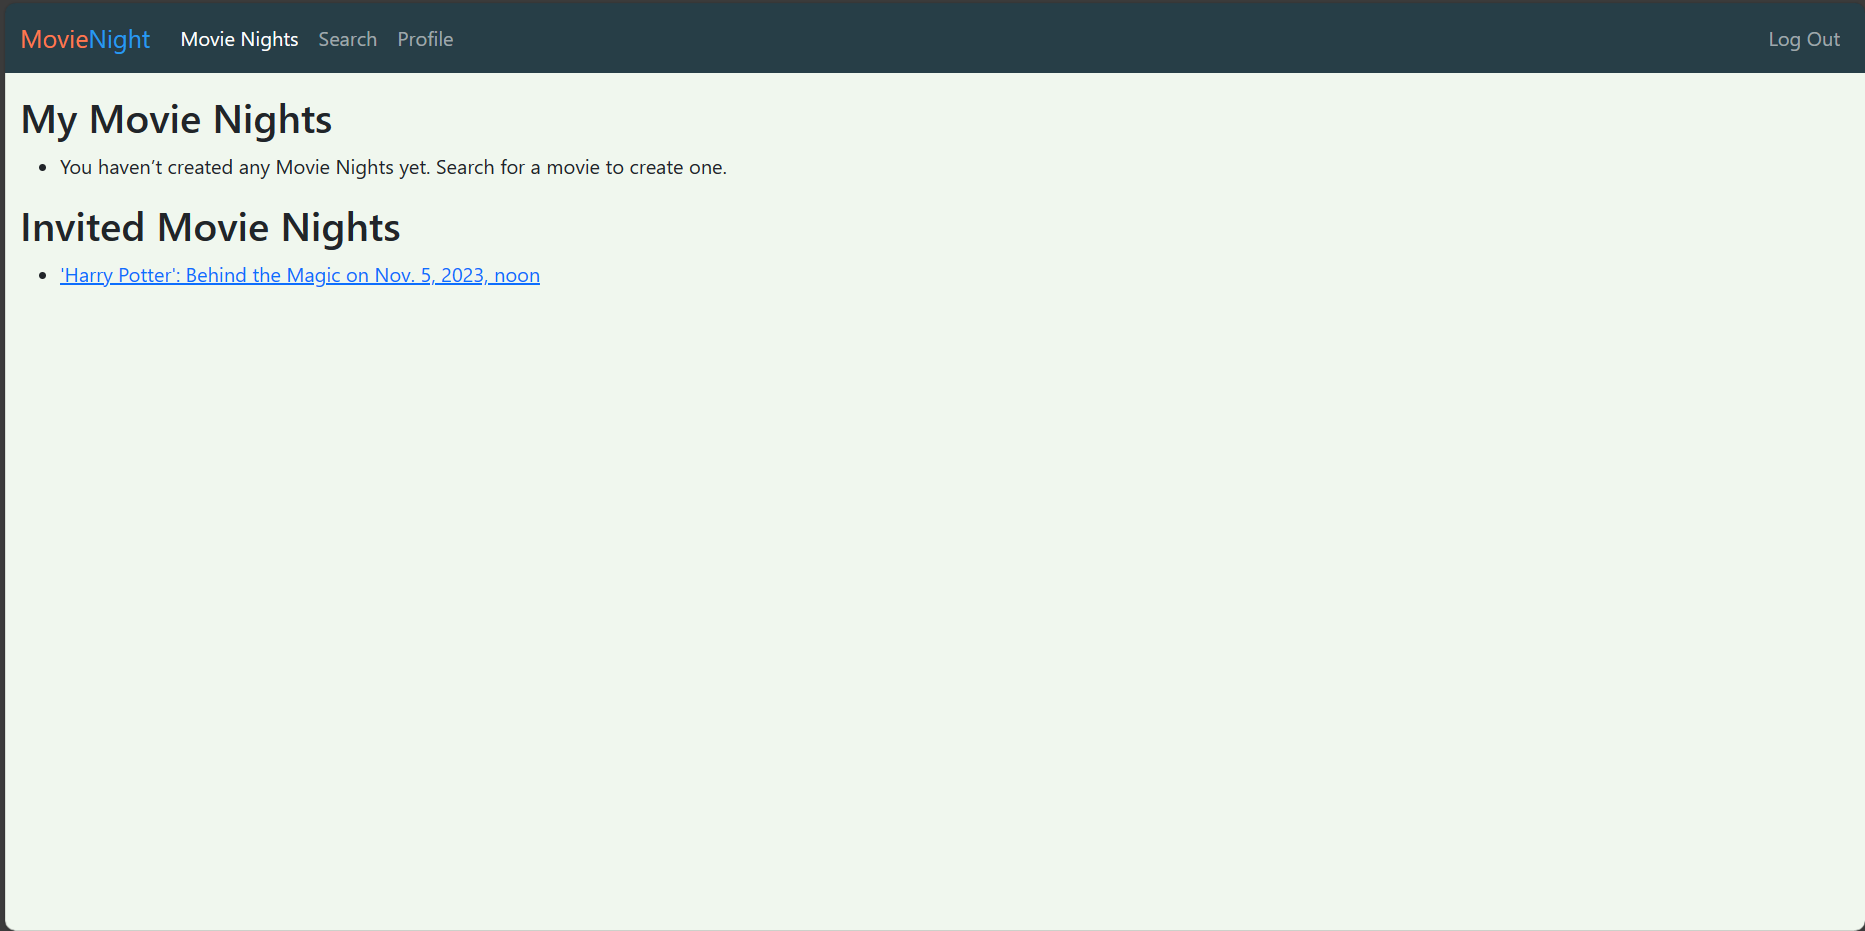 MovieNight Movie Nights Search Profile Log Out
My Movie Nights
• You haven’t created any Movie Nights yet. Search for a movie to create one.
Invited Movie Nights
• 'Harry Potter': Behind the Magic on Nov. 5, 2023, noon